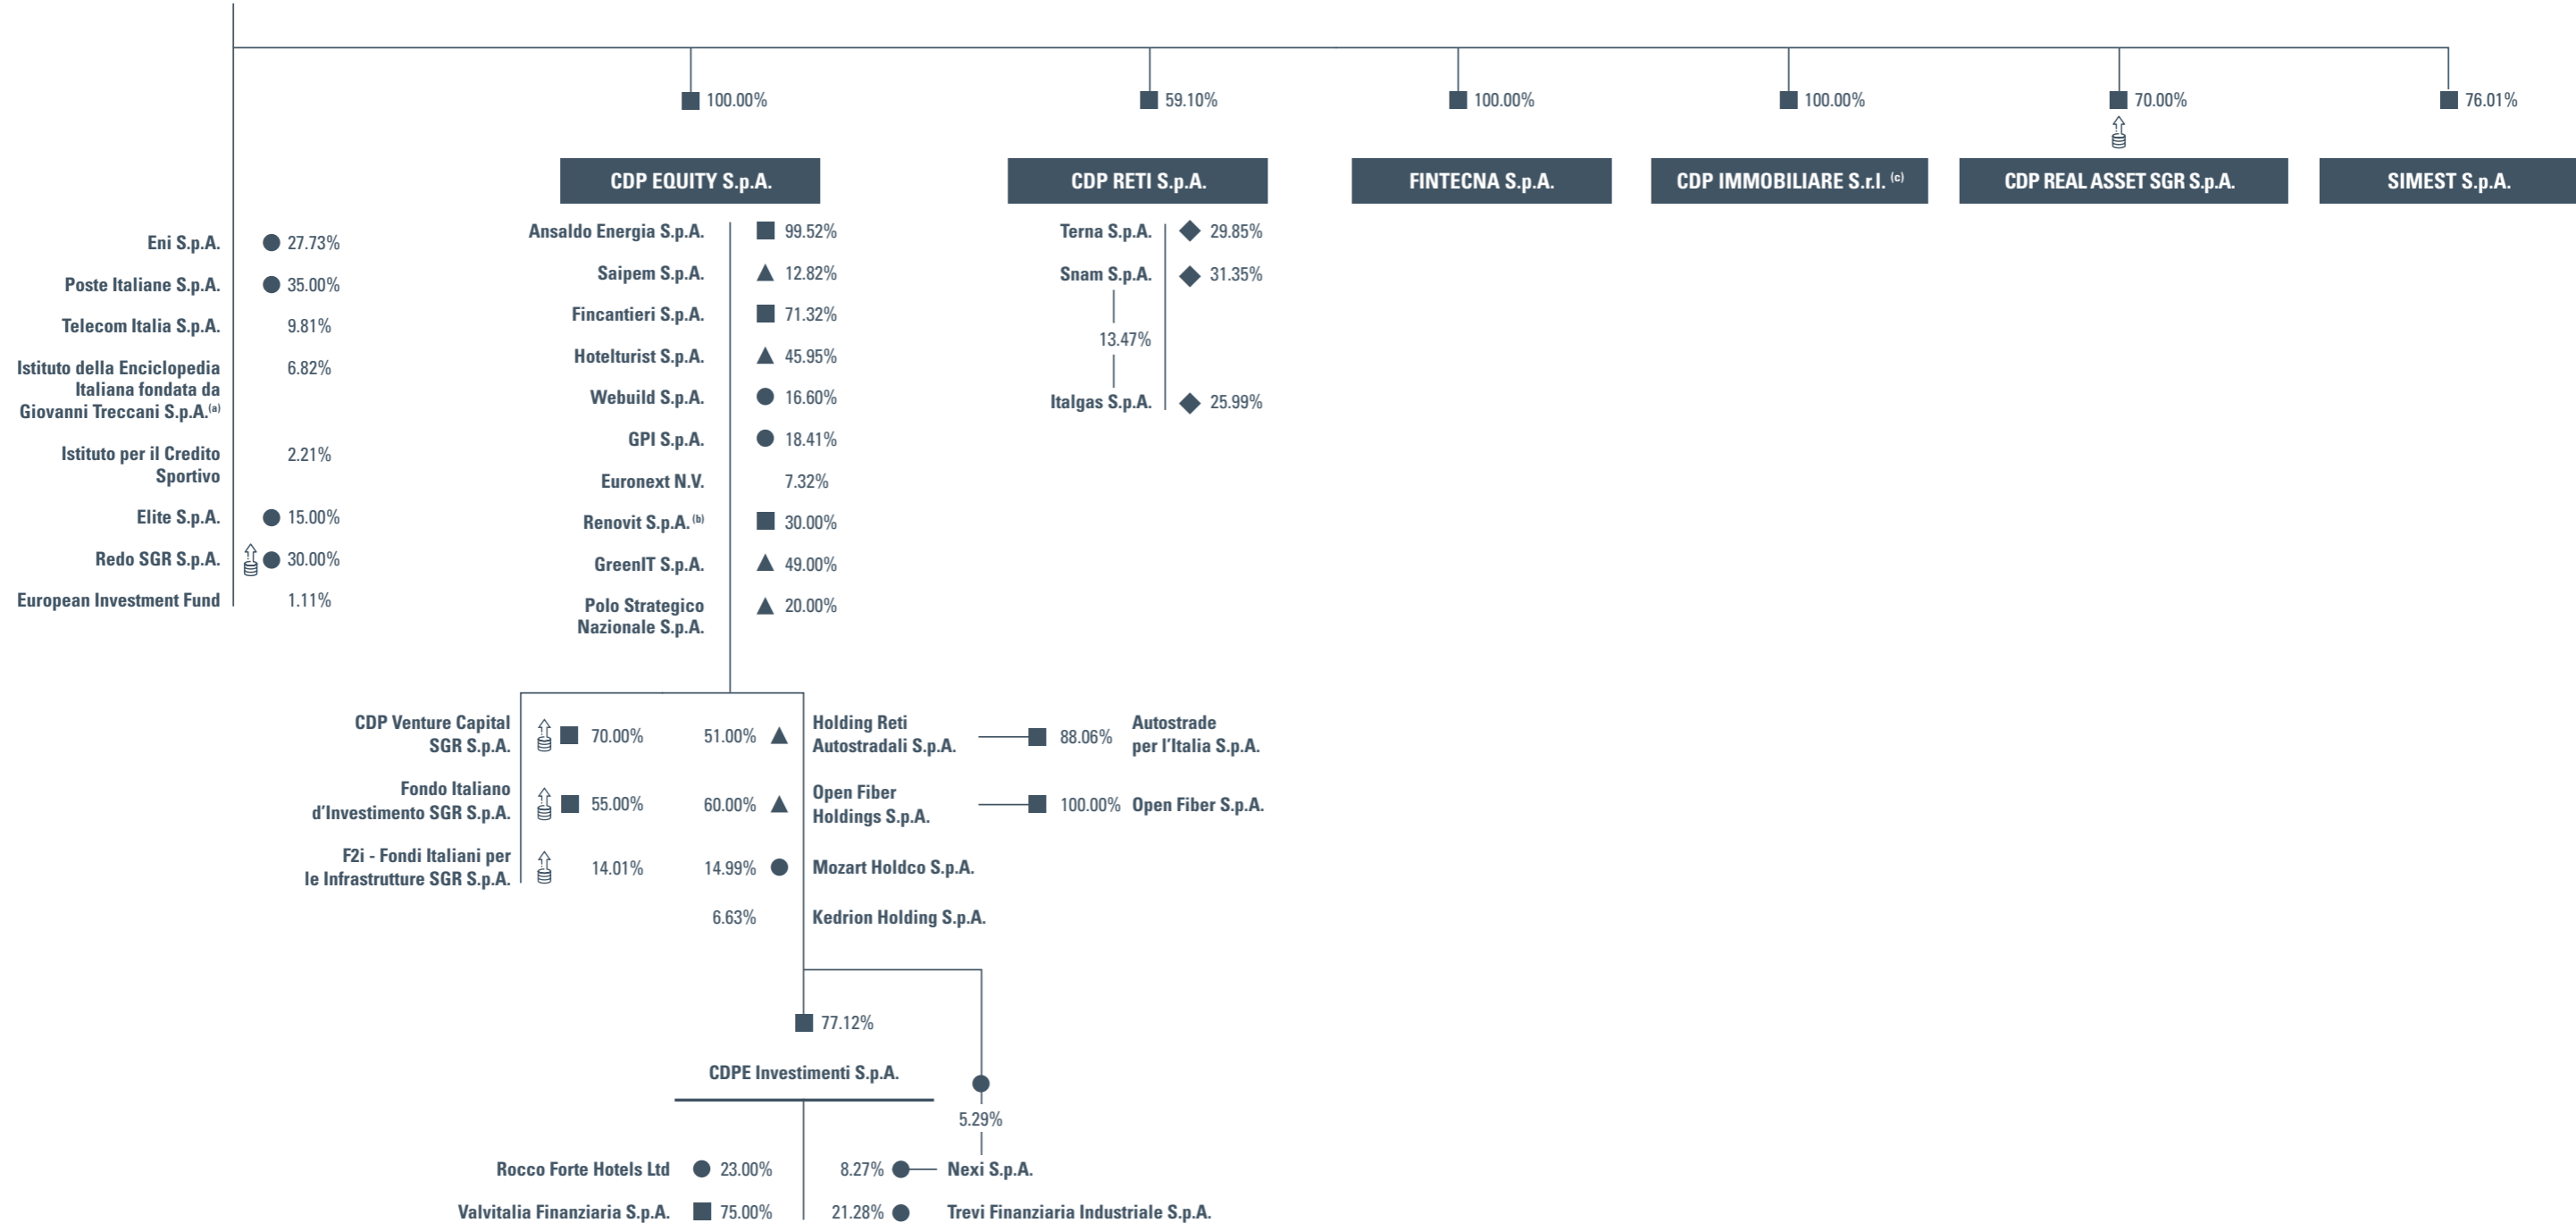 100.00%
59.10%
100.00%
100.00%
70.00%
76.01%
CDP EQUITY S.p.A.
CDP RETI S.p.A.
FINTECNA S.p.A.
CDP IMMOBILIARE S.r.l. (c)
CDP REAL ASSET SGR S.p.A.
SIMEST S.p.A.
Eni S.p.A. 27.73%
Poste Italiane S.p.A. 35.00%
Telecom Italia S.p.A. 9.81%
Istituto della Enciclopedia 6.82%
Italiana fondata da
Giovanni Treccani S.p.A.(a)
Istituto per il Credito 2.21%
Sportivo
Elite S.p.A. 15.00%
Redo SGR S.p.A. 30.00%
European Investment Fund 1.11%
Ansaldo Energia S.p.A. 99.52%
Saipem S.p.A. 12.82%
Fincantieri S.p.A. 71.32%
Hotelturist S.p.A. 45.95%
Webuild S.p.A. 16.60%
GPI S.p.A. 18.41%
Euronext N.V. 7.32%
Renovit S.p.A. (b) 30.00%
GreenIT S.p.A. 49.00%
Polo Strategico 20.00%
Nazionale S.p.A.
Terna S.p.A. 29.85%
Snam S.p.A. 31.35%
13.47%
Italgas S.p.A. 25.99%
CDP Venture Capital
SGR S.p.A.
70.00%
Fondo Italiano
d'Investimento SGR S.p.A.
55.00%
F2i - Fondi Italiani per
le Infrastrutture SGR S.p.A.
14.01%
51.00%
Holding Reti
Autostradali S.p.A.
88.06%
Autostrade
per l'Italia S.p.A.
60.00%
Open Fiber
Holdings S.p.A.
100.00% Open Fiber S.p.A.
14.99% Mozart Holdco S.p.A.
6.63% Kedrion Holding S.p.A.
77.12%
CDPE Investimenti S.p.A.
5.29%
Rocco Forte Hotels Ltd 23.00%
8.27% Nexi S.p.A.
Valvitalia Finanziaria S.p.A. 75.00%
21.28% Trevi Finanziaria Industriale S.p.A.